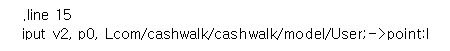 .line 15
iput v2, p0, Lcom/cashwalk/cashwalk/model/User;->point:I